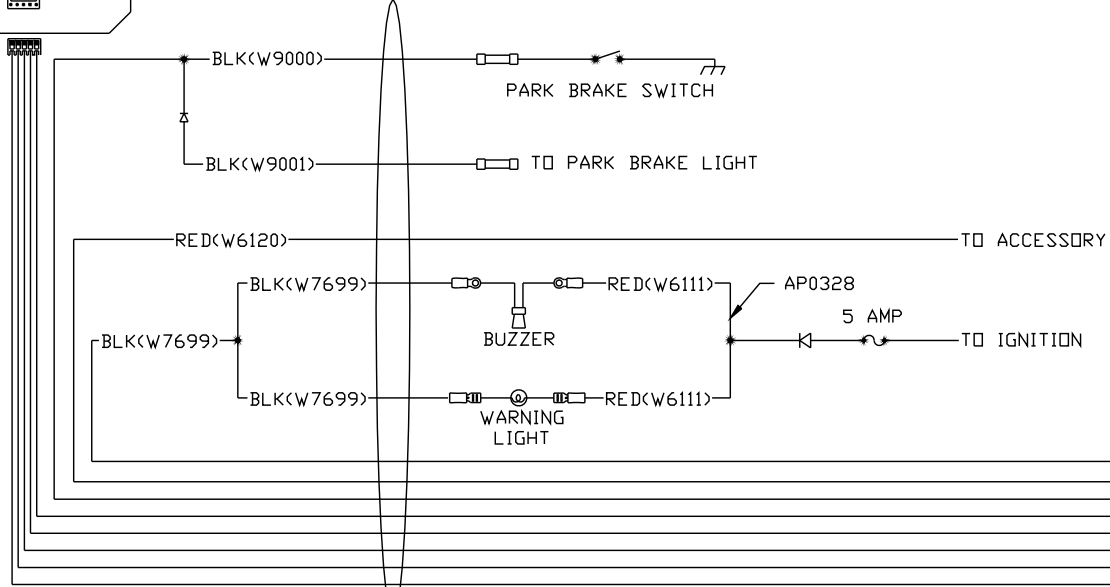 BLK(W9000)
PARK BRAKE SWITCH
BLK(W9001)
TO PARK BRAKE LIGHT
RED(W6120)
TO ACCESSORY
BLK(W7699)
RED(W6111)
AP0328
BUZZER
5 AMP
BLK(W7699)
TO IGNITION
BLK(W7699)
RED(W6111)
WARNING
LIGHT